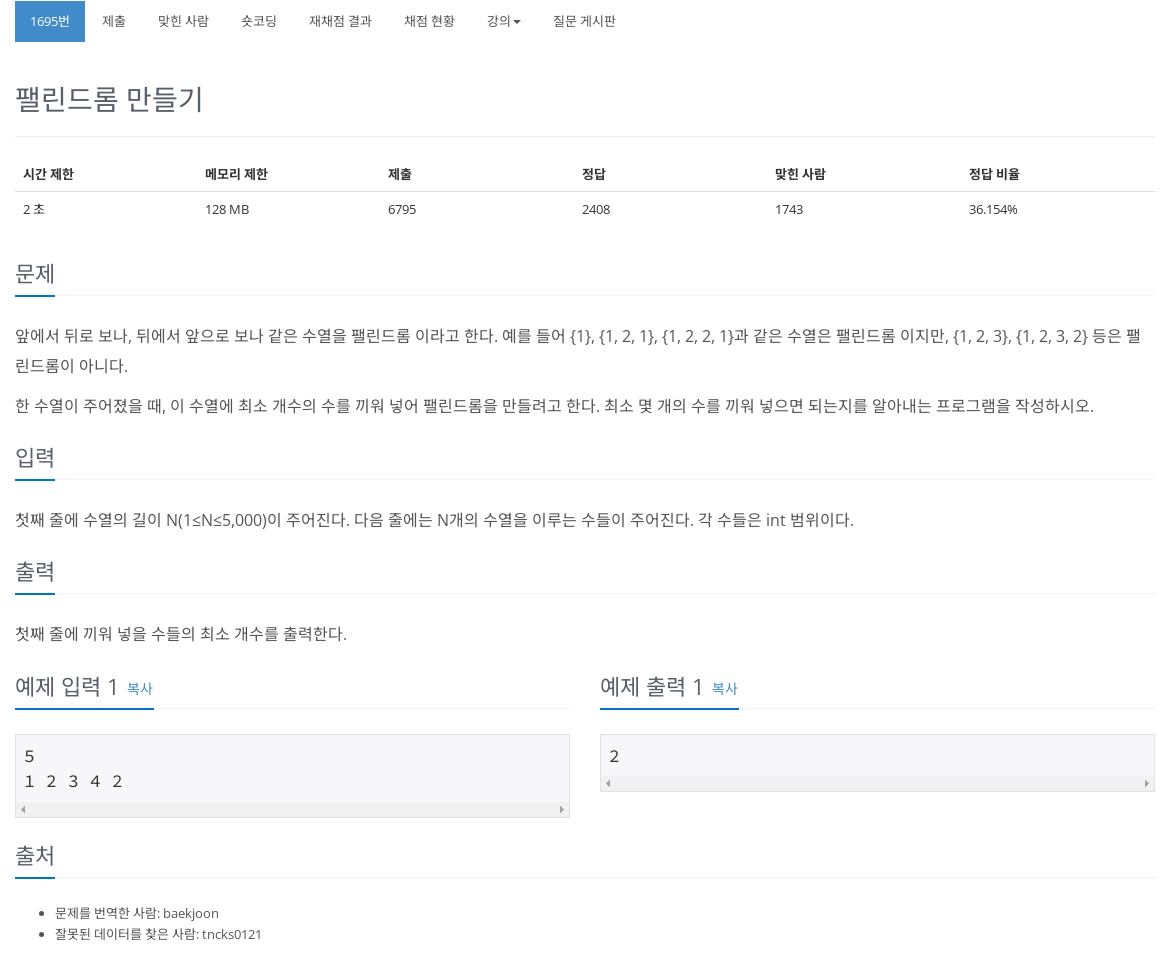 1695번 제출 맞힌 사람 숏코딩 재채점 결과 채점 현황 강의 질문 게시판
팰린드롬 만들기
시간 제한 메모리 제한 제출 정답 맞힌 사람 정답 비율
2 초 128 MB 6795 2408 1743 36.154%
문제
앞에서 뒤로 보나, 뒤에서 앞으로 보나 같은 수열을 팰린드롬 이라고 한다. 예를 들어 {1}, {1, 2, 1}, {1, 2, 2, 1}과 같은 수열은 팰린드롬 이지만, {1, 2, 3}, {1, 2, 3, 2} 등은 팰
린드롬이 아니다.
한 수열이 주어졌을 때, 이 수열에 최소 개수의 수를 끼워 넣어 팰린드롬을 만들려고 한다. 최소 몇 개의 수를 끼워 넣으면 되는지를 알아내는 프로그램을 작성하시오.
입력
첫째 줄에 수열의 길이 N(1≤N≤5,000)이 주어진다. 다음 줄에는 N개의 수열을 이루는 수들이 주어진다. 각 수들은 int 범위이다.
출력
첫째 줄에 끼워 넣을 수들의 최소 개수를 출력한다.
예제 입력 1 복사
5
1 2 3 4 2
예제 출력 1 복사
2
출처
문제를 번역한 사람: baekjoon
잘못된 데이터를 찾은 사람: tncks0121